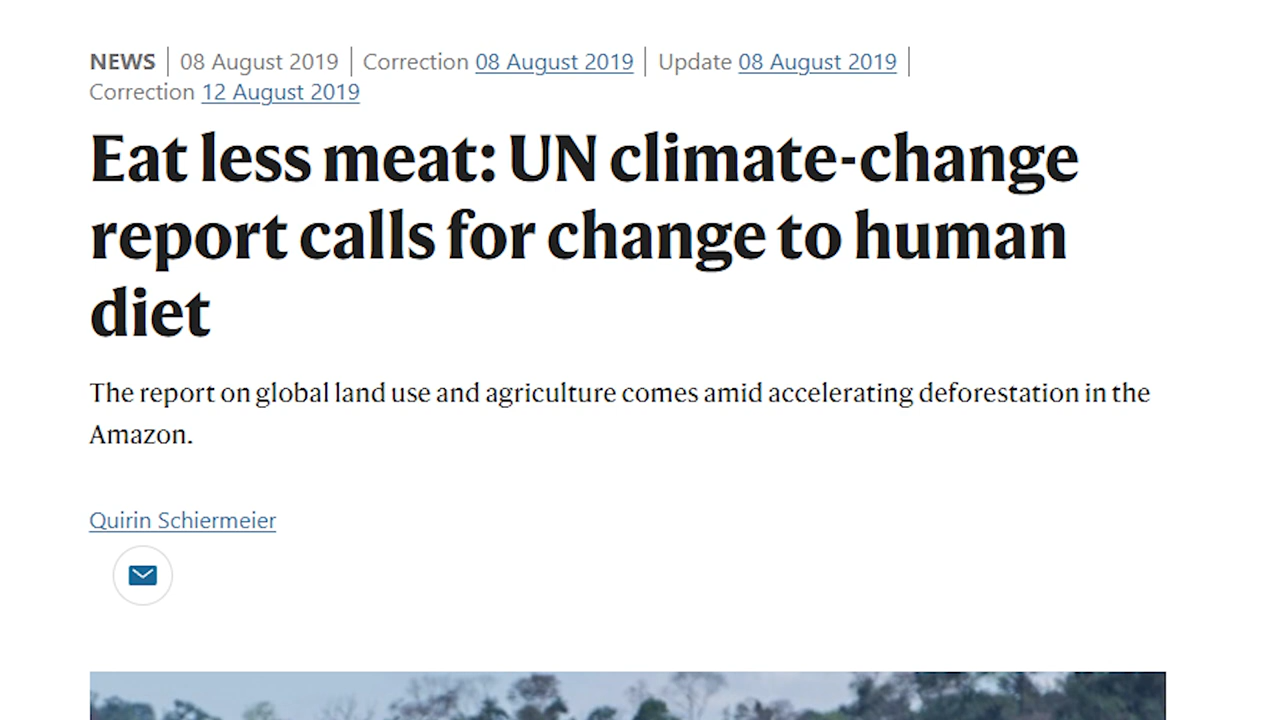 NEWS | 08 August 2019 | Correction 08 August 2019 | Update 08 August 2019 |
Correction 12 August 2019
Eat less meat: UN climate-change
report calls for change to human
diet
The report on global land use and agriculture comes amid accelerating deforestation in the
Amazon.
Quirin Schiermeier